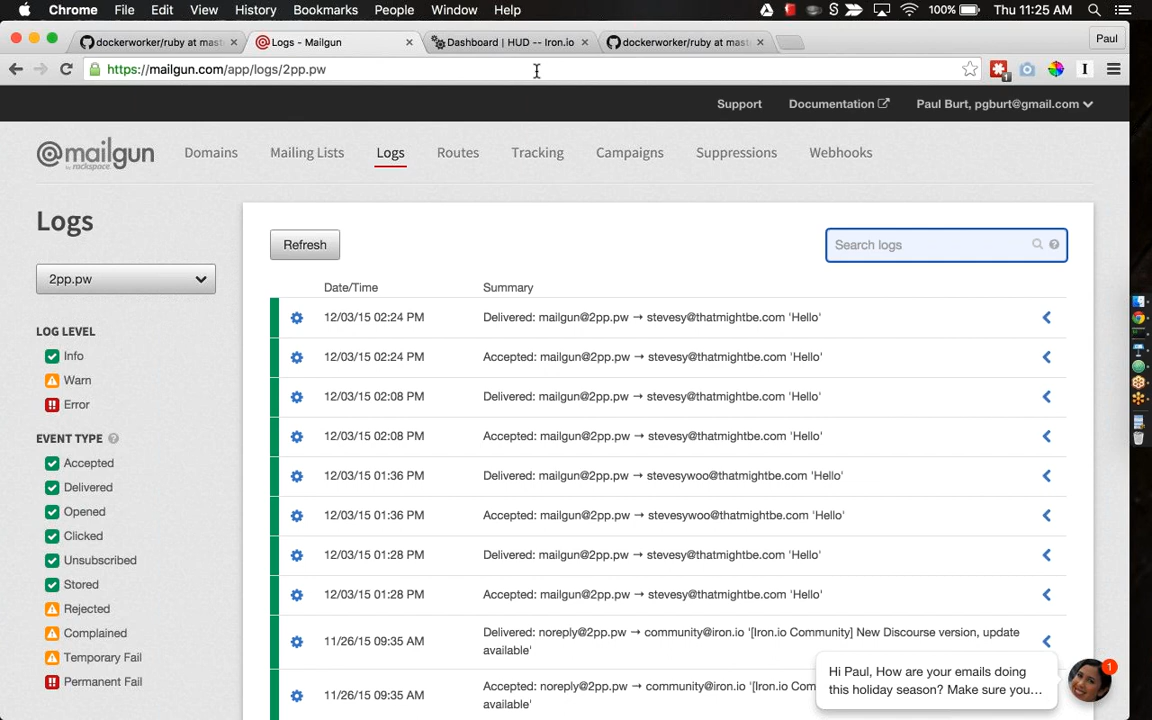 Chrome File Edit View History Bookmarks People Window Help 100% Thu 11:25 AM
dockerworker/ruby at mast Logs - Mailgun Dashboard | HUD -- Iron.io dockerworker/ruby at mast Paul
https://mailgun.com/app/logs/2pp.pw
Support Documentation Paul Burt, pgburt@gmail.com
@mailgun Domains Mailing Lists Logs Routes Tracking Campaigns Suppressions Webhooks
by rackspace
Logs
Refresh Search logs
2pp.pw
Date/Time Summary
LOG LEVEL
Info
Warn
Error
EVENT TYPE
Accepted
Delivered
Opened
Clicked
Unsubscribed
Stored
Rejected
Complained
Temporary Fail
Permanent Fail
12/03/15 02:24 PM Delivered: mailgun@2pp.pw → stevesy@thatmightbe.com 'Hello'
12/03/15 02:24 PM Accepted: mailgun@2pp.pw → stevesy@thatmightbe.com 'Hello'
12/03/15 02:08 PM Delivered: mailgun@2pp.pw → stevesy@thatmightbe.com 'Hello'
12/03/15 02:08 PM Accepted: mailgun@2pp.pw → stevesy@thatmightbe.com 'Hello'
12/03/15 01:36 PM Delivered: mailgun@2pp.pw → stevesywoo@thatmightbe.com 'Hello'
12/03/15 01:36 PM Accepted: mailgun@2pp.pw → stevesywoo@thatmightbe.com 'Hello'
12/03/15 01:28 PM Delivered: mailgun@2pp.pw → stevesy@thatmightbe.com 'Hello'
12/03/15 01:28 PM Accepted: mailgun@2pp.pw → stevesy@thatmightbe.com 'Hello'
11/26/15 09:35 AM Delivered: noreply@2pp.pw → community@iron.io '[Iron.io Community] New Discourse version, update
available'
11/26/15 09:35 AM Accepted: noreply@2pp.pw → community@iron.io '[Iron.io Com
available'
Hi Paul, How are your emails doing
this holiday season? Make sure you...
1